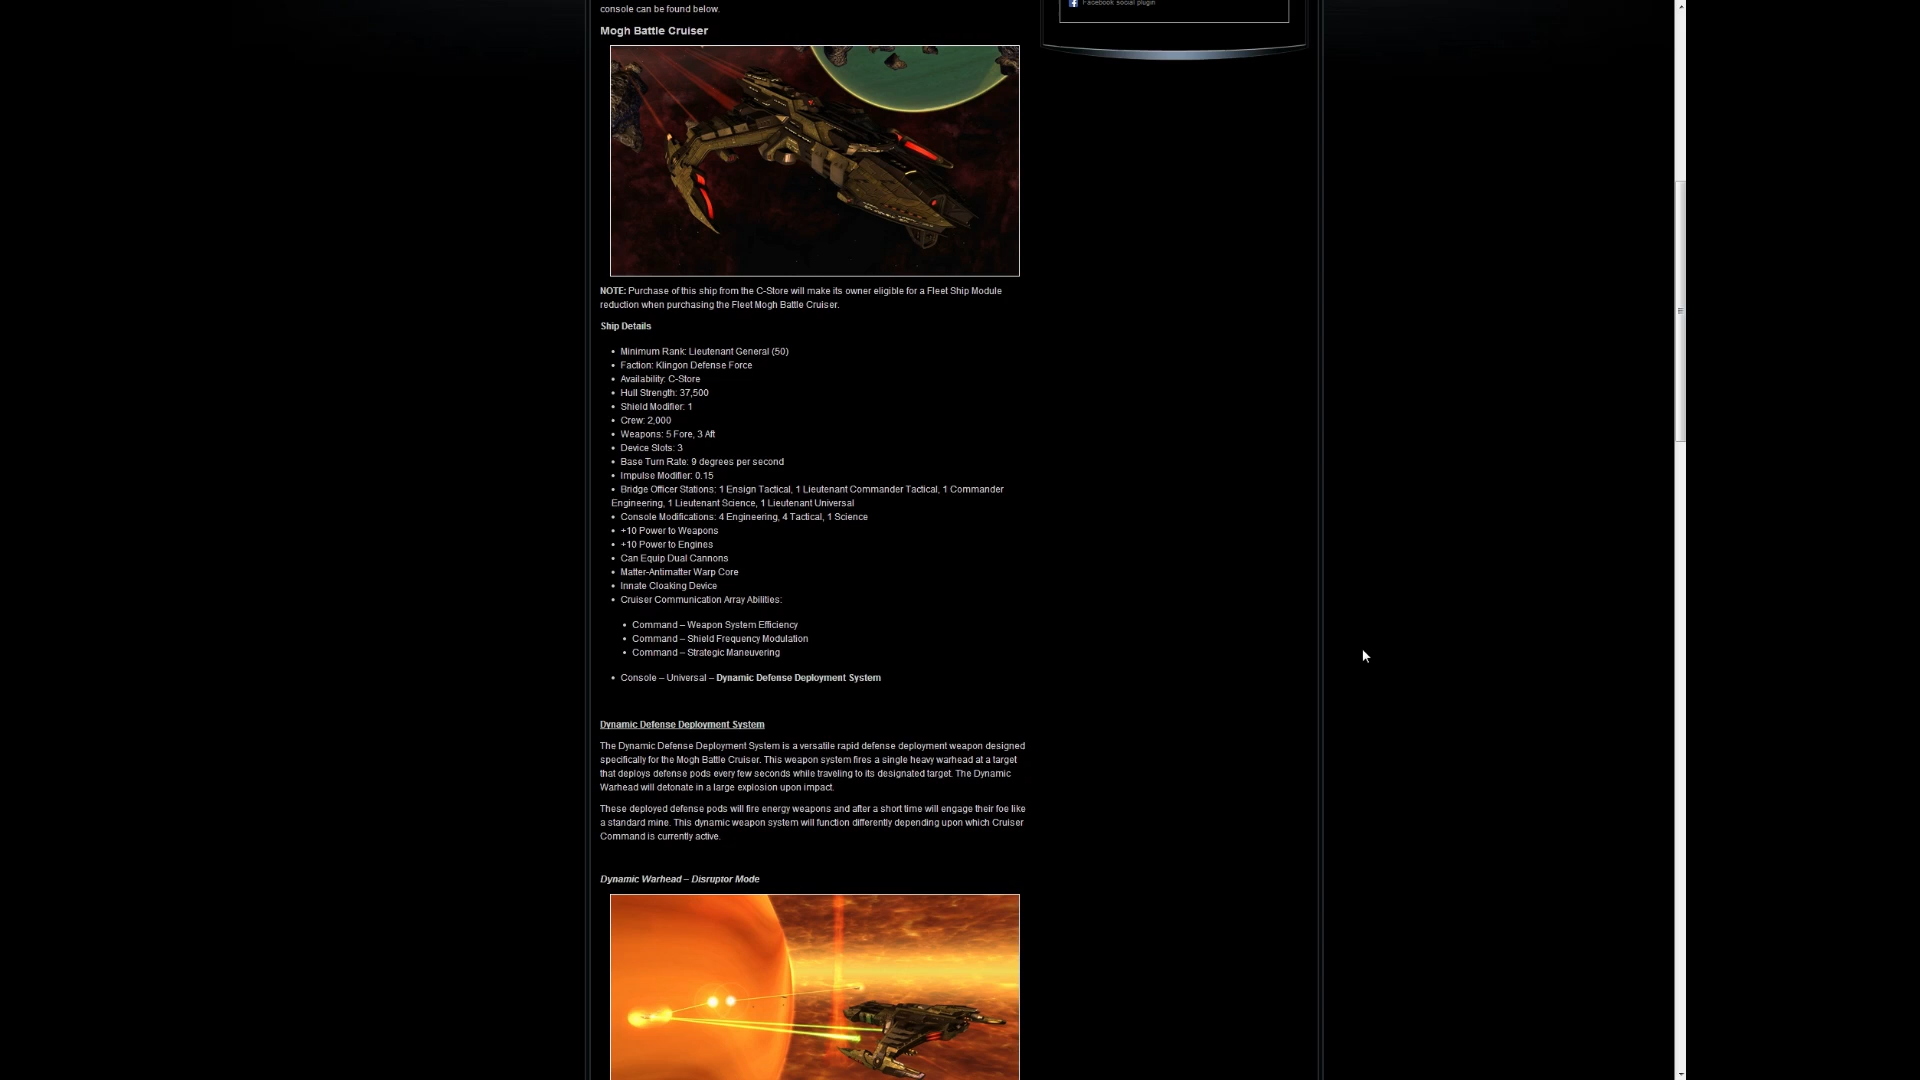 console can be found below.
Facebook social plugin
Mogh Battle Cruiser
NOTE: Purchase of this ship from the C-Store will make its owner eligible for a Fleet Ship Module
reduction when purchasing the Fleet Mogh Battle Cruiser.
Ship Details
• Minimum Rank: Lieutenant General (50)
• Faction: Klingon Defense Force
• Availability: C-Store
• Hull Strength: 37,500
• Shield Modifier: 1
• Crew: 2,000
• Weapons: 5 Fore, 3 Aft
• Device Slots: 3
• Base Turn Rate: 9 degrees per second
• Impulse Modifier: 0.15
• Bridge Officer Stations: 1 Ensign Tactical, 1 Lieutenant Commander Tactical, 1 Commander
Engineering, 1 Lieutenant Science, 1 Lieutenant Universal
• Console Modifications: 4 Engineering, 4 Tactical, 1 Science
• +10 Power to Weapons
• +10 Power to Engines
• Can Equip Dual Cannons
• Matter-Antimatter Warp Core
• Innate Cloaking Device
• Cruiser Communication Array Abilities:
• Command – Weapon System Efficiency
• Command – Shield Frequency Modulation
• Command – Strategic Maneuvering
• Console – Universal – Dynamic Defense Deployment System
Dynamic Defense Deployment System
The Dynamic Defense Deployment System is a versatile rapid defense deployment weapon designed
specifically for the Mogh Battle Cruiser. This weapon system fires a single heavy warhead at a target
that deploys defense pods every few seconds while traveling to its designated target. The Dynamic
Warhead will detonate in a large explosion upon impact.
These deployed defense pods will fire energy weapons and after a short time will engage their foe like
a standard mine. This dynamic weapon system will function differently depending upon which Cruiser
Command is currently active.
Dynamic Warhead – Disruptor Mode